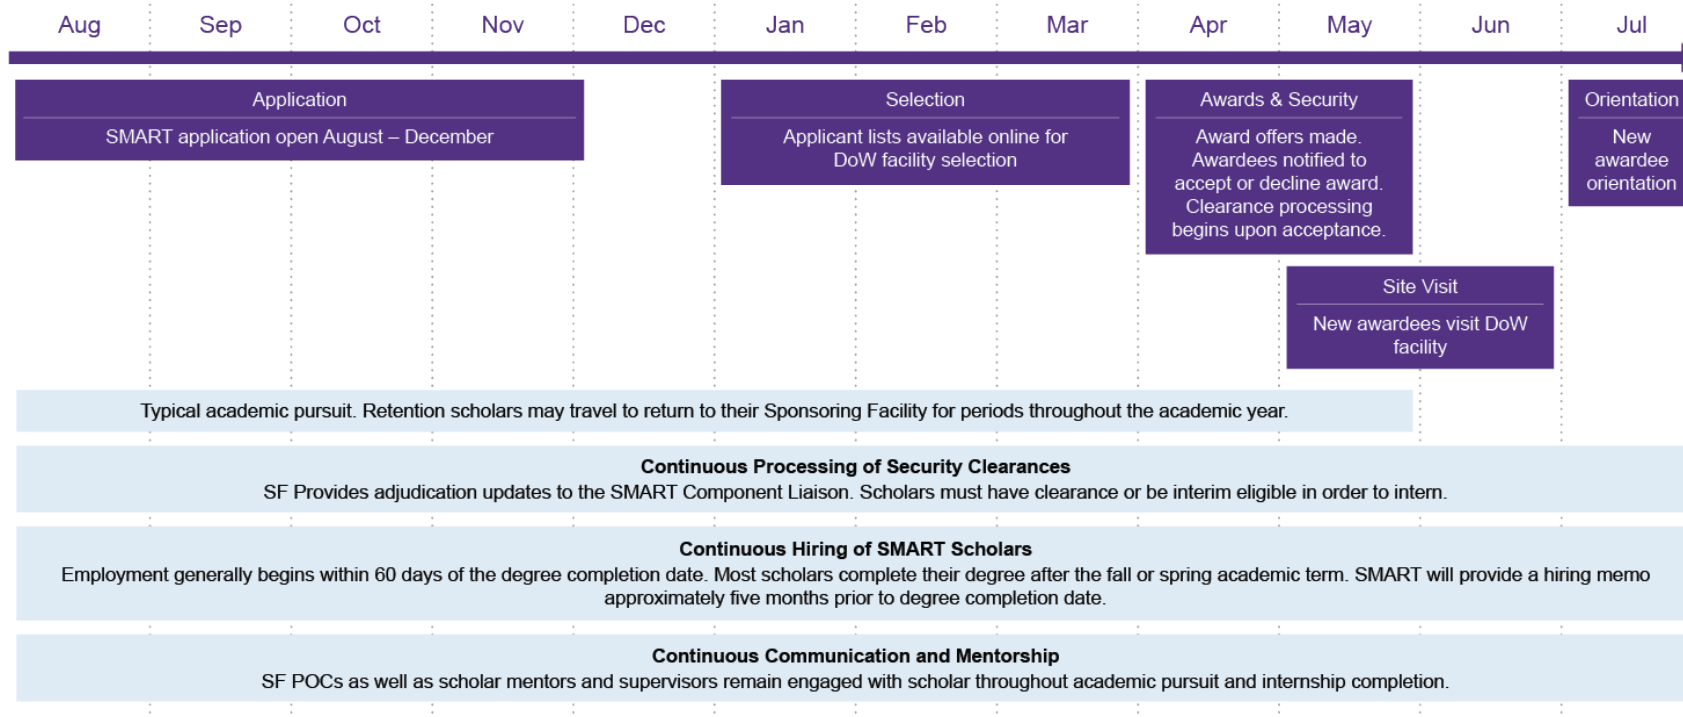 Aug Sep Oct Nov Dec Jan Feb Mar Apr May Jun Jul
Application
SMART application open August – December
Selection
Applicant lists available online for
DoW facility selection
Awards & Security
Award offers made.
Awardees notified to
accept or decline award.
Clearance processing
begins upon acceptance.
Orientation
New
awardee
orientation
Site Visit
New awardees visit DoW
facility
Typical academic pursuit. Retention scholars may travel to return to their Sponsoring Facility for periods throughout the academic year.
Continuous Processing of Security Clearances
SF Provides adjudication updates to the SMART Component Liaison. Scholars must have clearance or be interim eligible in order to intern.
Continuous Hiring of SMART Scholars
Employment generally begins within 60 days of the degree completion date. Most scholars complete their degree after the fall or spring academic term. SMART will provide a hiring memo
approximately five months prior to degree completion date.
Continuous Communication and Mentorship
SF POCs as well as scholar mentors and supervisors remain engaged with scholar throughout academic pursuit and internship completion.